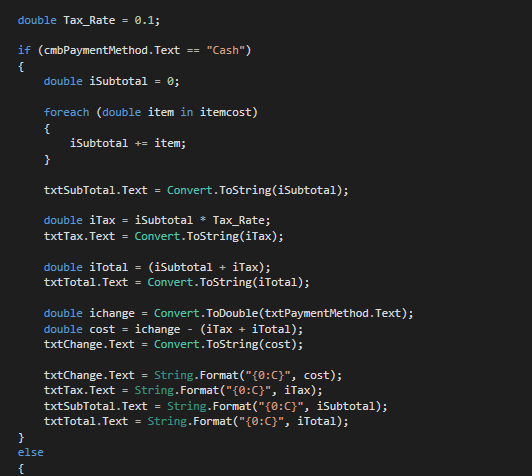 double Tax_Rate = 0.1;
if (cmbPaymentMethod.Text == "Cash")
{
double iSubtotal = 0;
foreach (double item in itemcost)
{
iSubtotal += item;
}
txtSubTotal.Text = Convert.ToString(iSubtotal);
double iTax = iSubtotal * Tax_Rate;
txtTax.Text = Convert.ToString(iTax);
double iTotal = (iSubtotal + iTax);
txtTotal.Text = Convert.ToString(iTotal);
double ichange = Convert.ToDouble(txtPaymentMethod.Text);
double cost = ichange - (iTax + iTotal);
txtChange.Text = Convert.ToString(cost);
txtChange.Text = String.Format("{0:C}", cost);
txtTax.Text = String.Format("{0:C}", iTax);
txtSubTotal.Text = String.Format("{0:C}", iSubtotal);
txtTotal.Text = String.Format("{0:C}", iTotal);
}
else
{